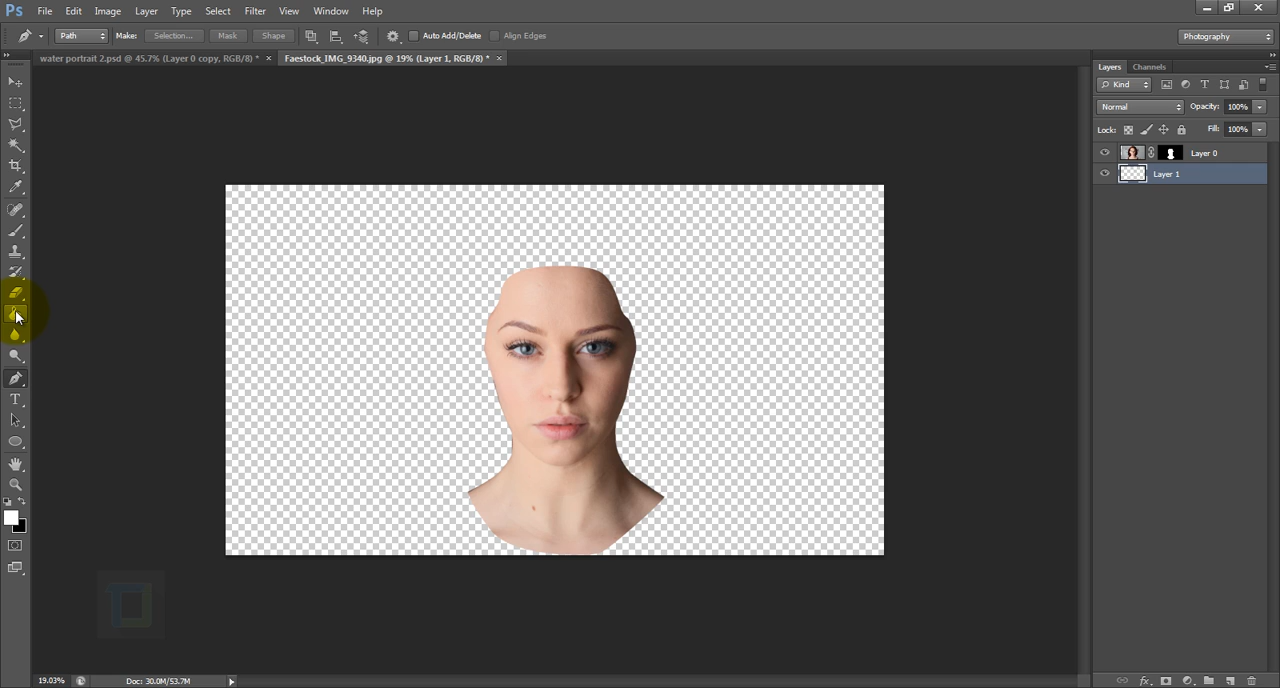 Ps File Edit Image Layer Type Select Filter View Window Help
Path Make: Selection... Mask Shape Auto Add/Delete Align Edges Photography
water portrait 2.psd @ 45.7% (Layer 0 copy, RGB/8) * × Faestock_IMG_9340.jpg @ 19% (Layer 1, RGB/8) * ×
Layers Channels
Kind
Normal Opacity: 100%
Lock: Fill: 100%
Layer 0
Layer 1
T
19.03% Doc: 30.0M/53.7M
fx